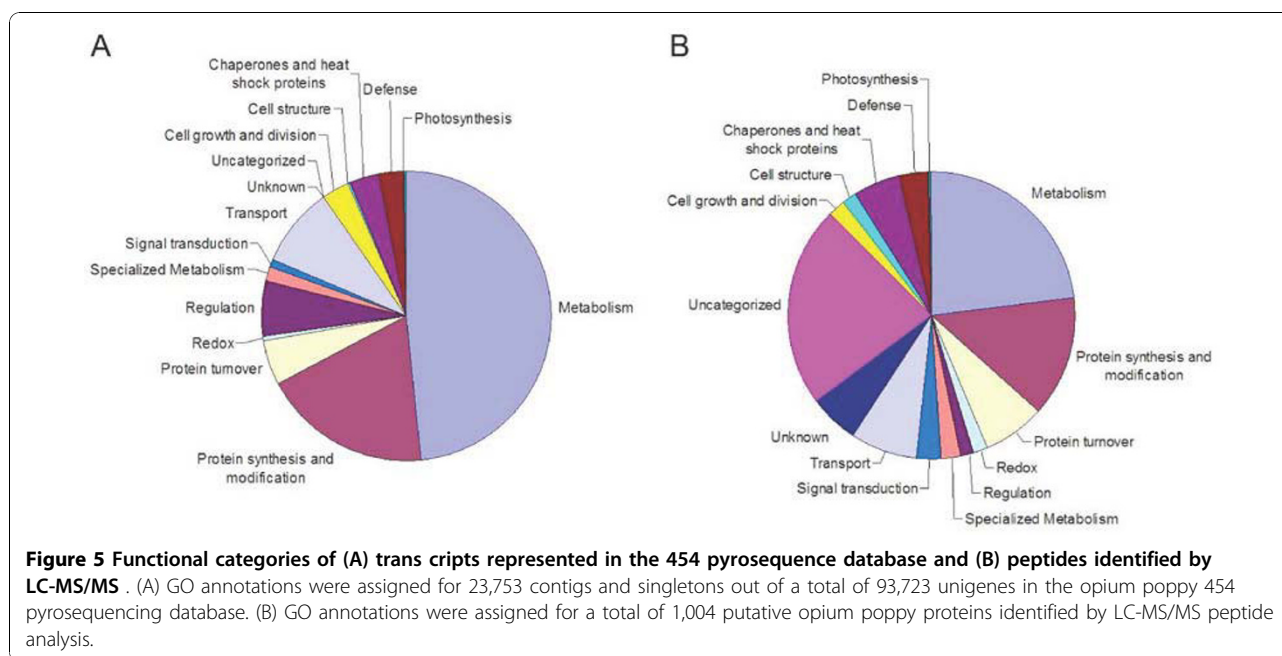 A
Chaperones and heat
shock proteins
Defense
Cell structure
Photosynthesis
Cell growth and division
Uncategorized
Unknown
Transport
Signal transduction
Specialized Metabolism
Regulation
Redox
Protein turnover
Protein synthesis and
modification
Metabolism
B
Photosynthesis
Defense
Chaperones and heat
shock proteins
Cell structure
Cell growth and division
Uncategorized
Unknown
Transport
Signal transduction
Specialized Metabolism
Regulation
Redox
Protein turnover
Protein synthesis and
modification
Metabolism
Figure 5 Functional categories of (A) trans cripts represented in the 454 pyrosequence database and (B) peptides identified by
LC-MS/MS . (A) GO annotations were assigned for 23,753 contigs and singletons out of a total of 93,723 unigenes in the opium poppy 454
pyrosequencing database. (B) GO annotations were assigned for a total of 1,004 putative opium poppy proteins identified by LC-MS/MS peptide
analysis.